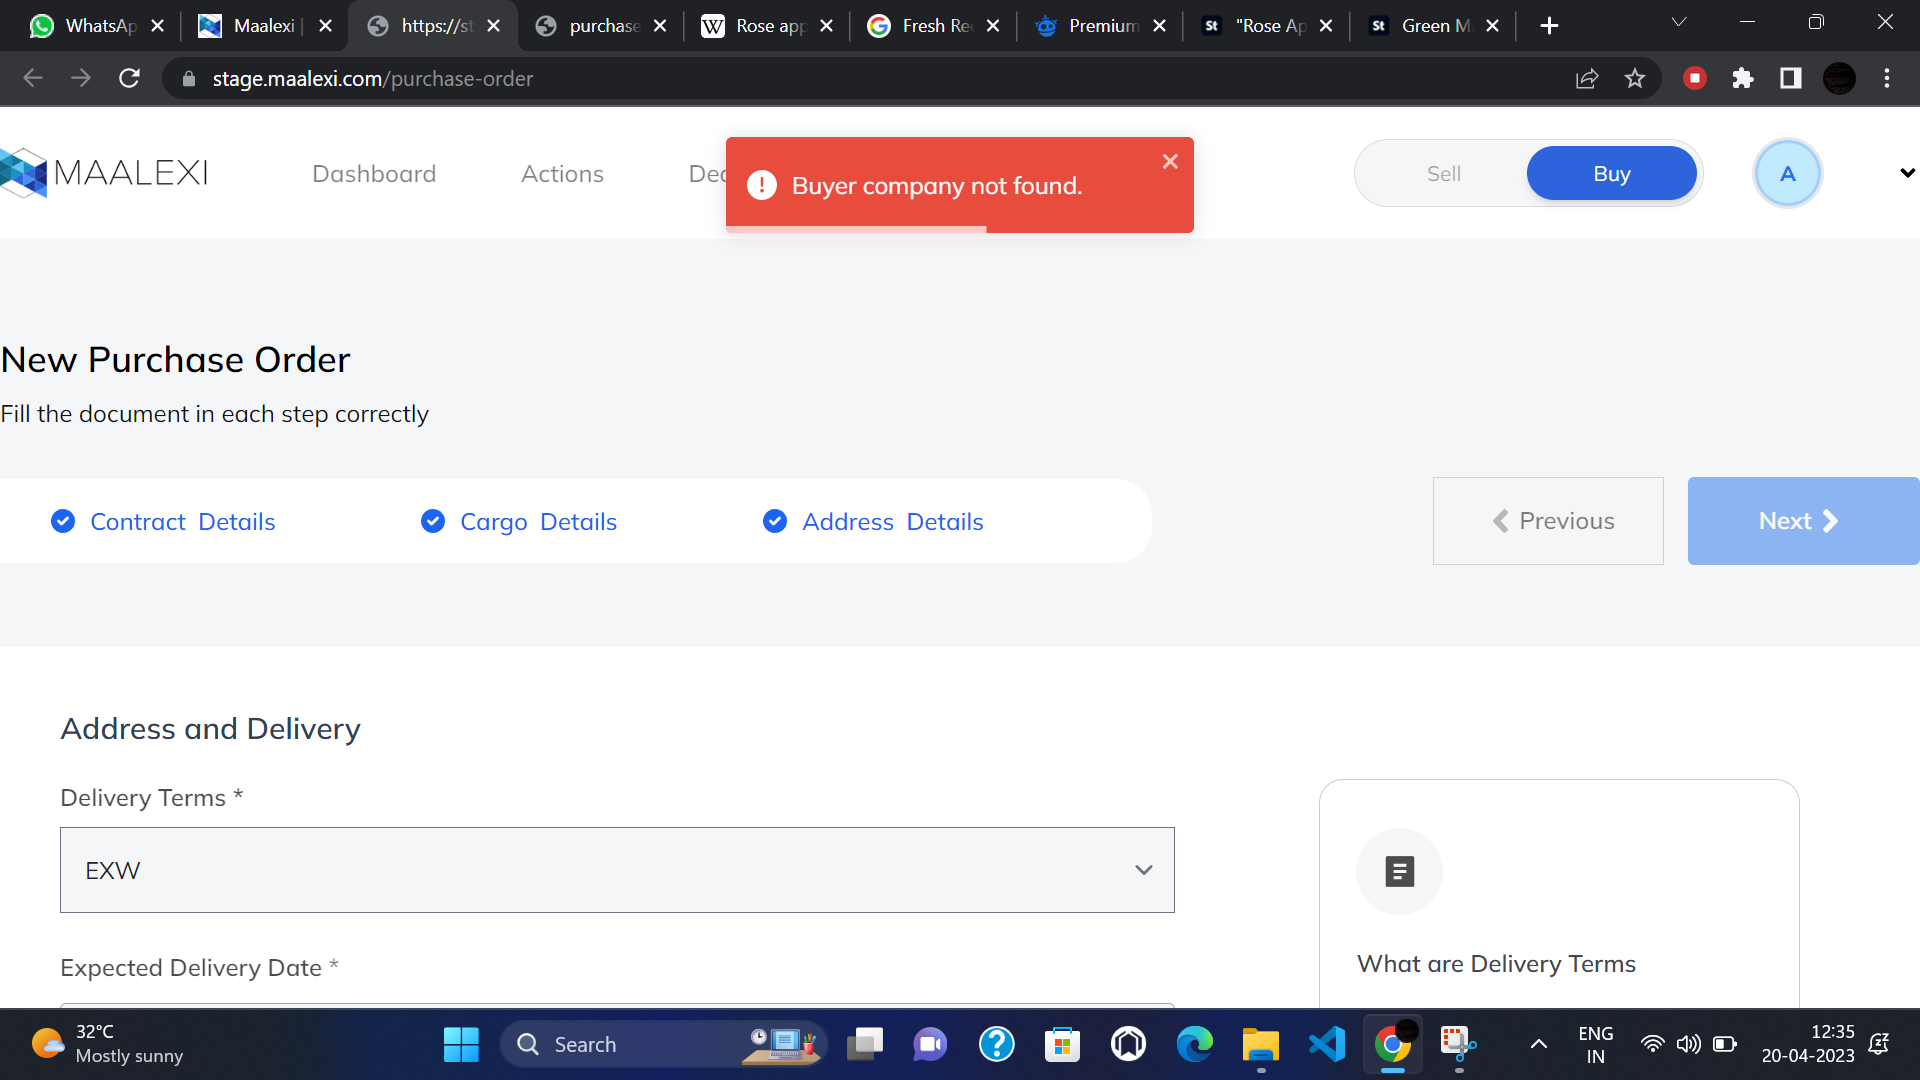 WhatsAp
Maalexi |
https://st
purchase
Rose app
Fresh Re
Premium
"Rose Ap
Green M
stage.maalexi.com/purchase-order
MAALEXI
Dashboard
Actions
Dea
Buyer company not found.
Sell
Buy
A
New Purchase Order
Fill the document in each step correctly
Contract Details
Cargo Details
Address Details
Previous
Next
Address and Delivery
Delivery Terms *
EXW
Expected Delivery Date *
What are Delivery Terms
32°C
Mostly sunny
Search
ENG
IN
12:35
20-04-2023